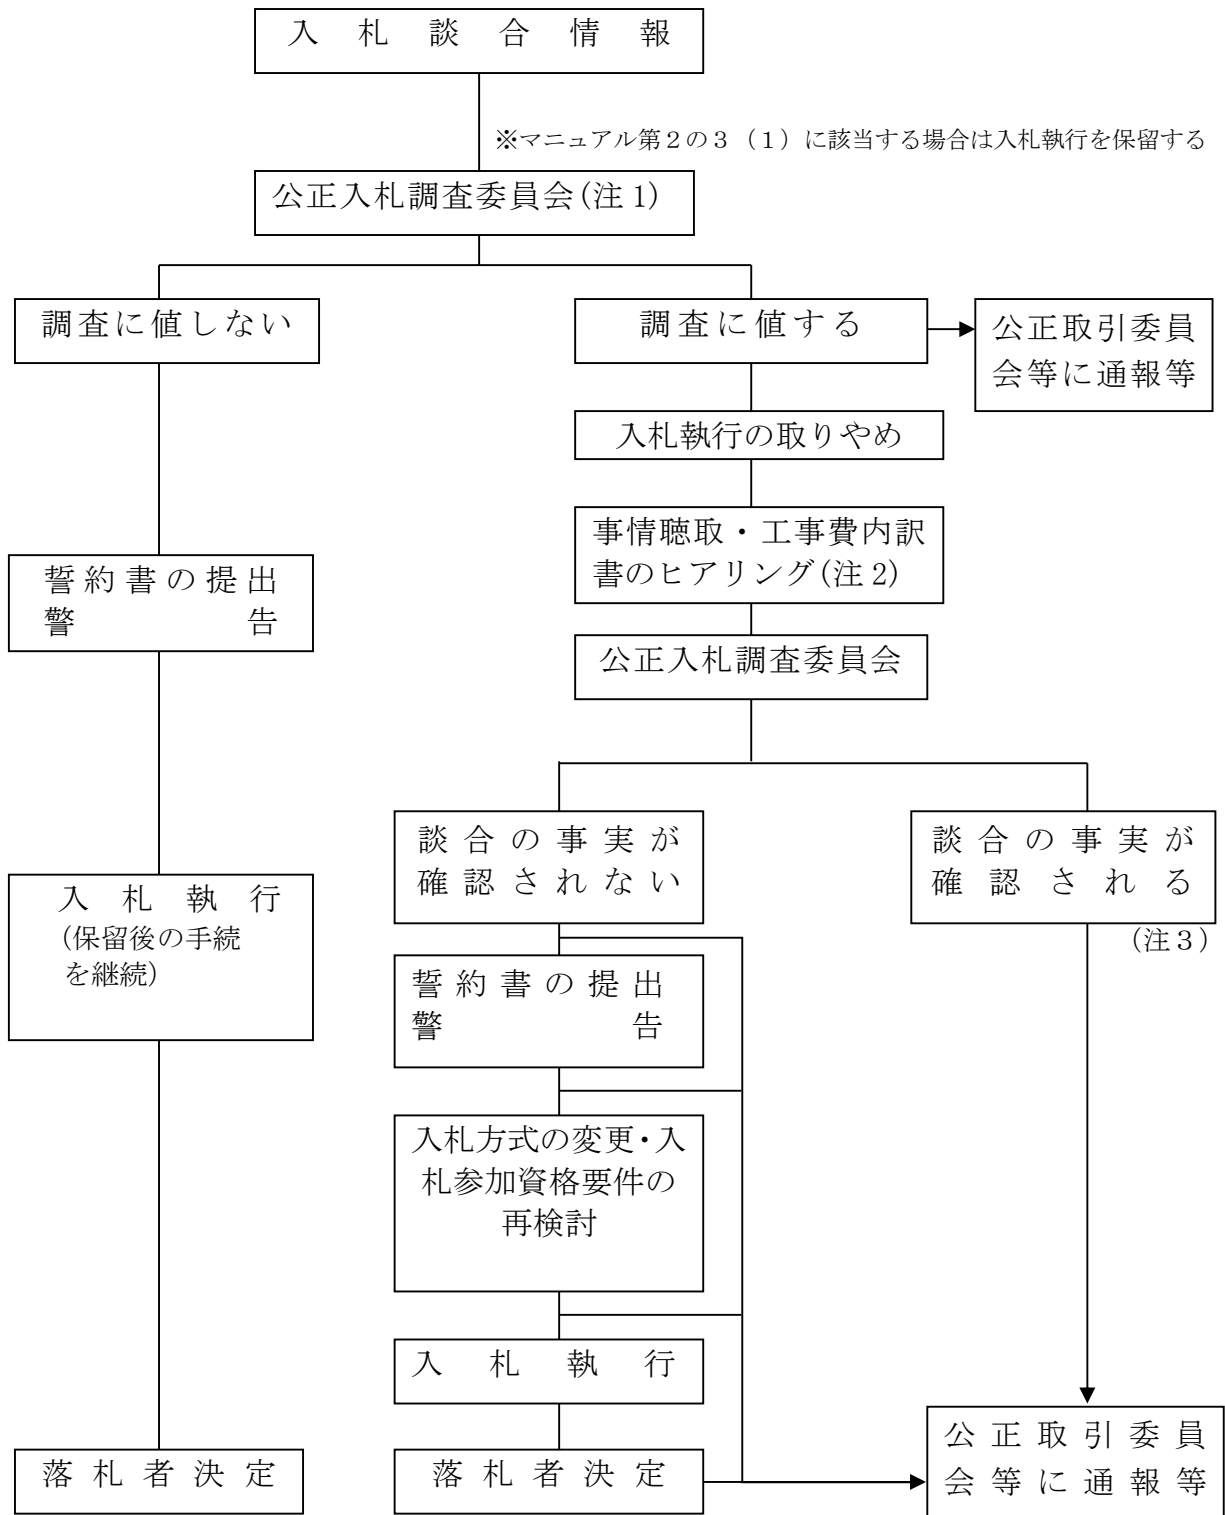 入札談合情報
※マニュアル第２の３（１）に該当する場合は入札執行を保留する
公正入札調査委員会(注1)
調査に値しない
調査に値する
公正取引委員
会等に通報等
入札執行の取りやめ
事情聴取・工事費内訳
書のヒアリング(注2)
誓約書の提出
警告
公正入札調査委員会
談合の事実が
確認されない
談合の事実が
確認される
(注３)
入札執行
(保留後の手続
を継続)
誓約書の提出
警告
入札方式の変更・入
札参加資格要件の
再検討
入札執行
落札者決定
落札者決定
公正取引委員
会等に通報等